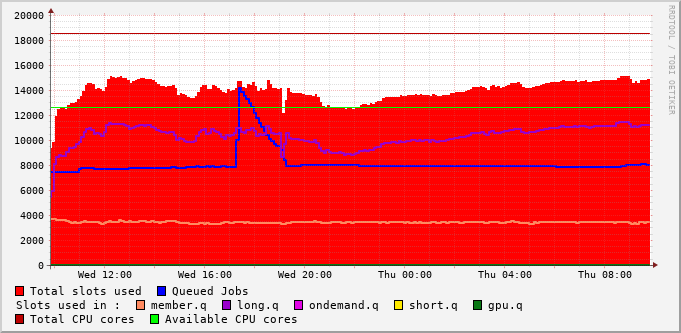 20000
18000
16000
14000
12000
10000
8000
6000
4000
2000
0
Wed 12:00 Wed 16:00 Wed 20:00 Thu 00:00 Thu 04:00 Thu 08:00
Total slots used Queued Jobs
Slots used in : member.q long.q ondemand.q short.q gpu.q
Total CPU cores Available CPU cores
RRDTOOL / TOBI OETIKER